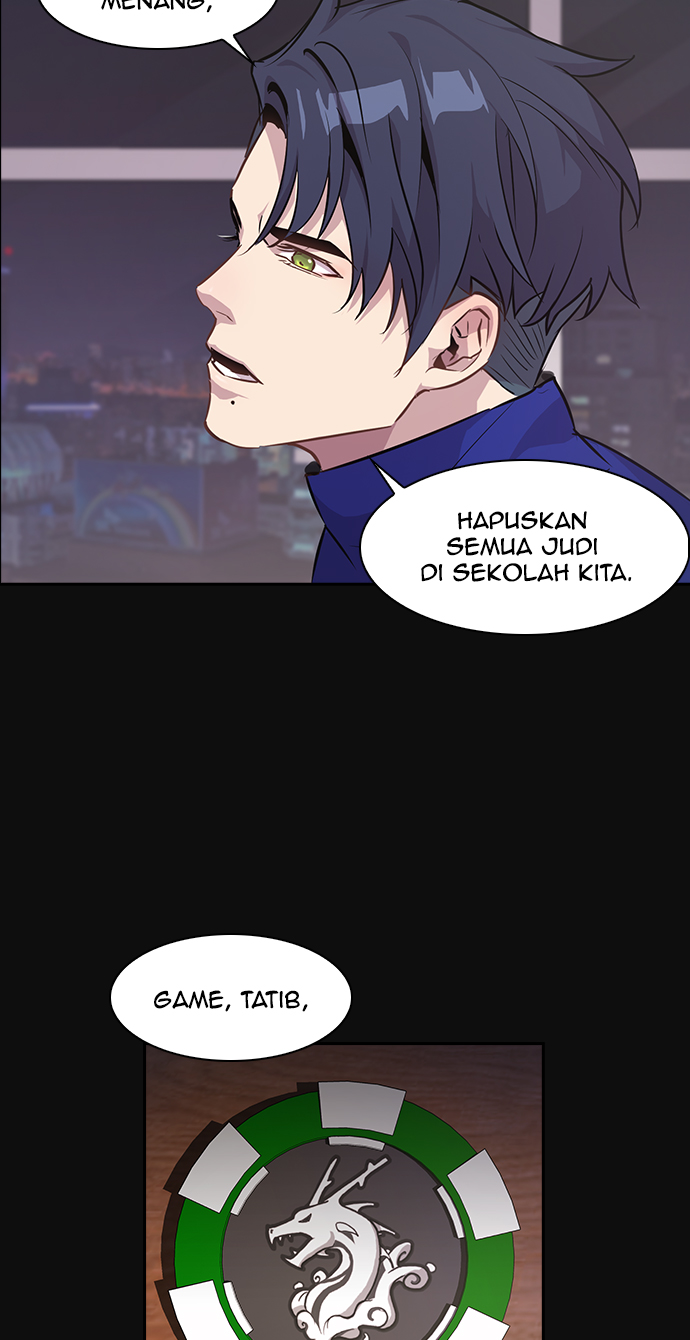 MENANG,
HAPUSKAN
SEMUA JUDI
DI SEKOLAH KITA.
GAME, TATIB,